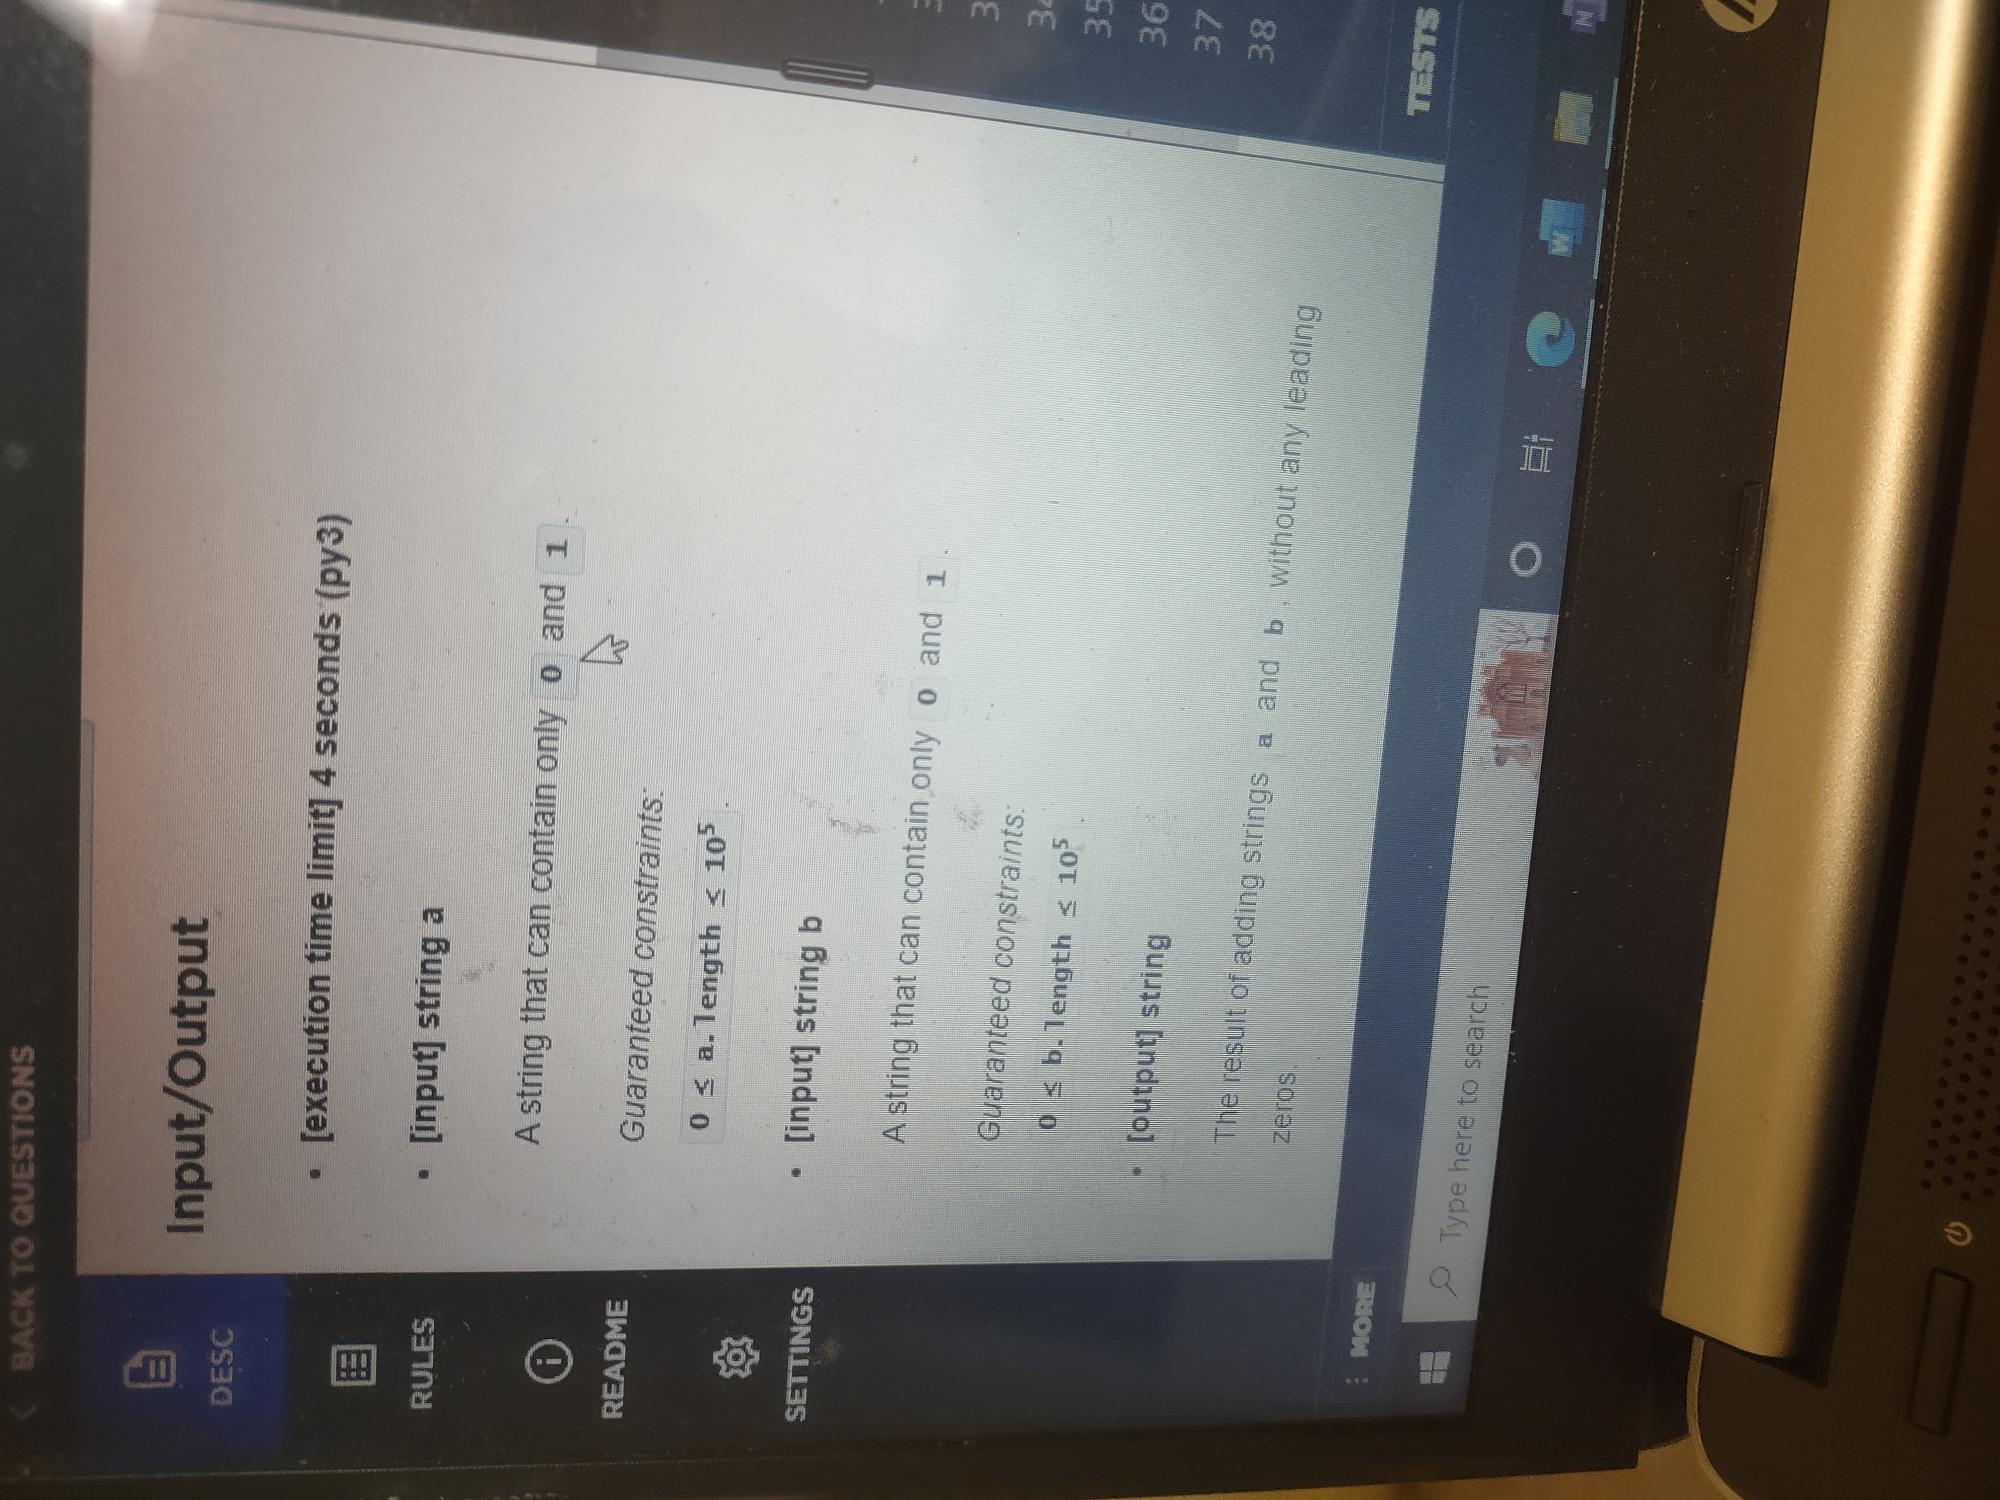 BACK TO QUESTIONS
DESC
RULES
README
SETTINGS
MORE
Input/Output
• [execution time limit] 4 seconds (py3)
• [input] string a
A string that can contain only 0 and 1.
Guaranteed constraints:
0 ≤ a.length ≤ 10⁵.
• [input] string b
A string that can contain only 0 and 1.
Guaranteed constraints:
0 ≤ b.length ≤ 10⁵.
• [output] string
The result of adding strings a and b, without any leading
zeros.
35
36
37
38
TESTS
Type here to search
W
N